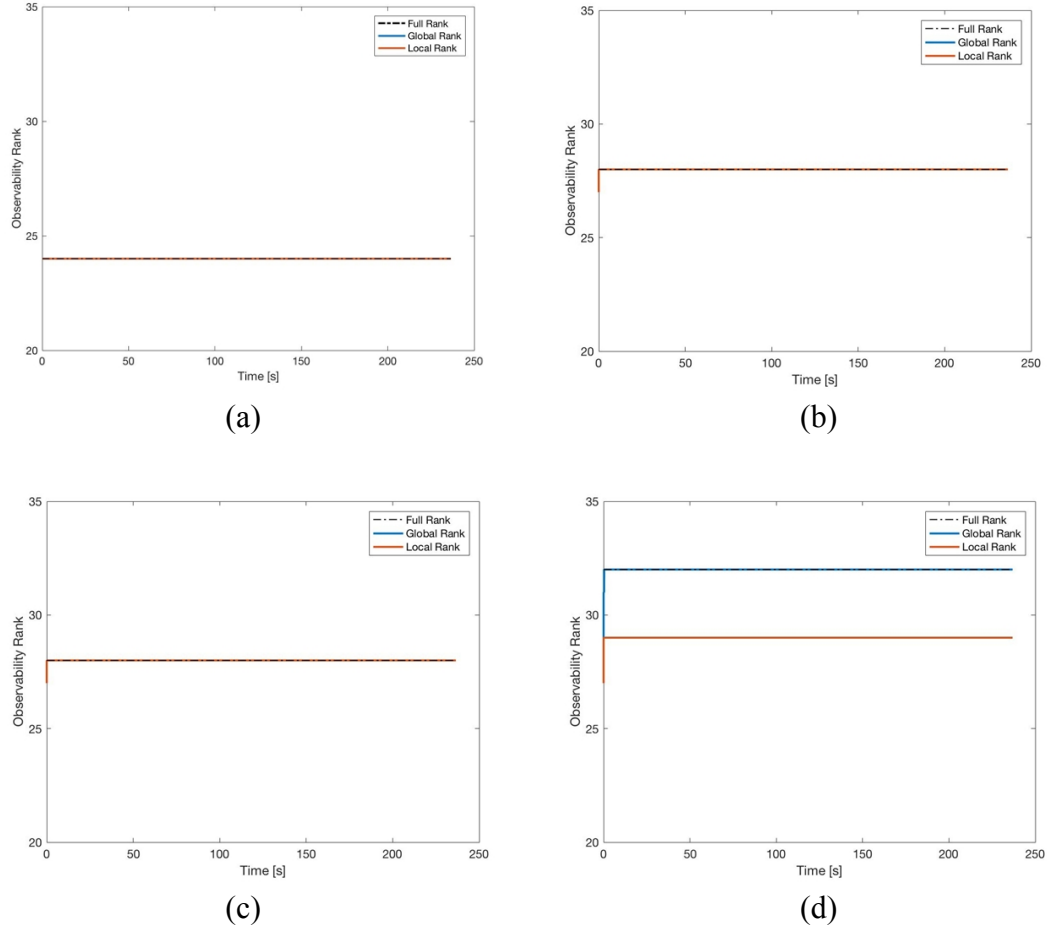 35
30
25
20
Observability Rank
Full Rank
Global Rank
Local Rank
0 50 100 150 200 250
Time [s]
(a)
35
30
25
20
Observability Rank
Full Rank
Global Rank
Local Rank
0 50 100 150 200 250
Time [s]
(b)
35
30
25
20
Observability Rank
Full Rank
Global Rank
Local Rank
0 50 100 150 200 250
Time [s]
(c)
35
30
25
20
Observability Rank
Full Rank
Global Rank
Local Rank
0 50 100 150 200 250
Time [s]
(d)